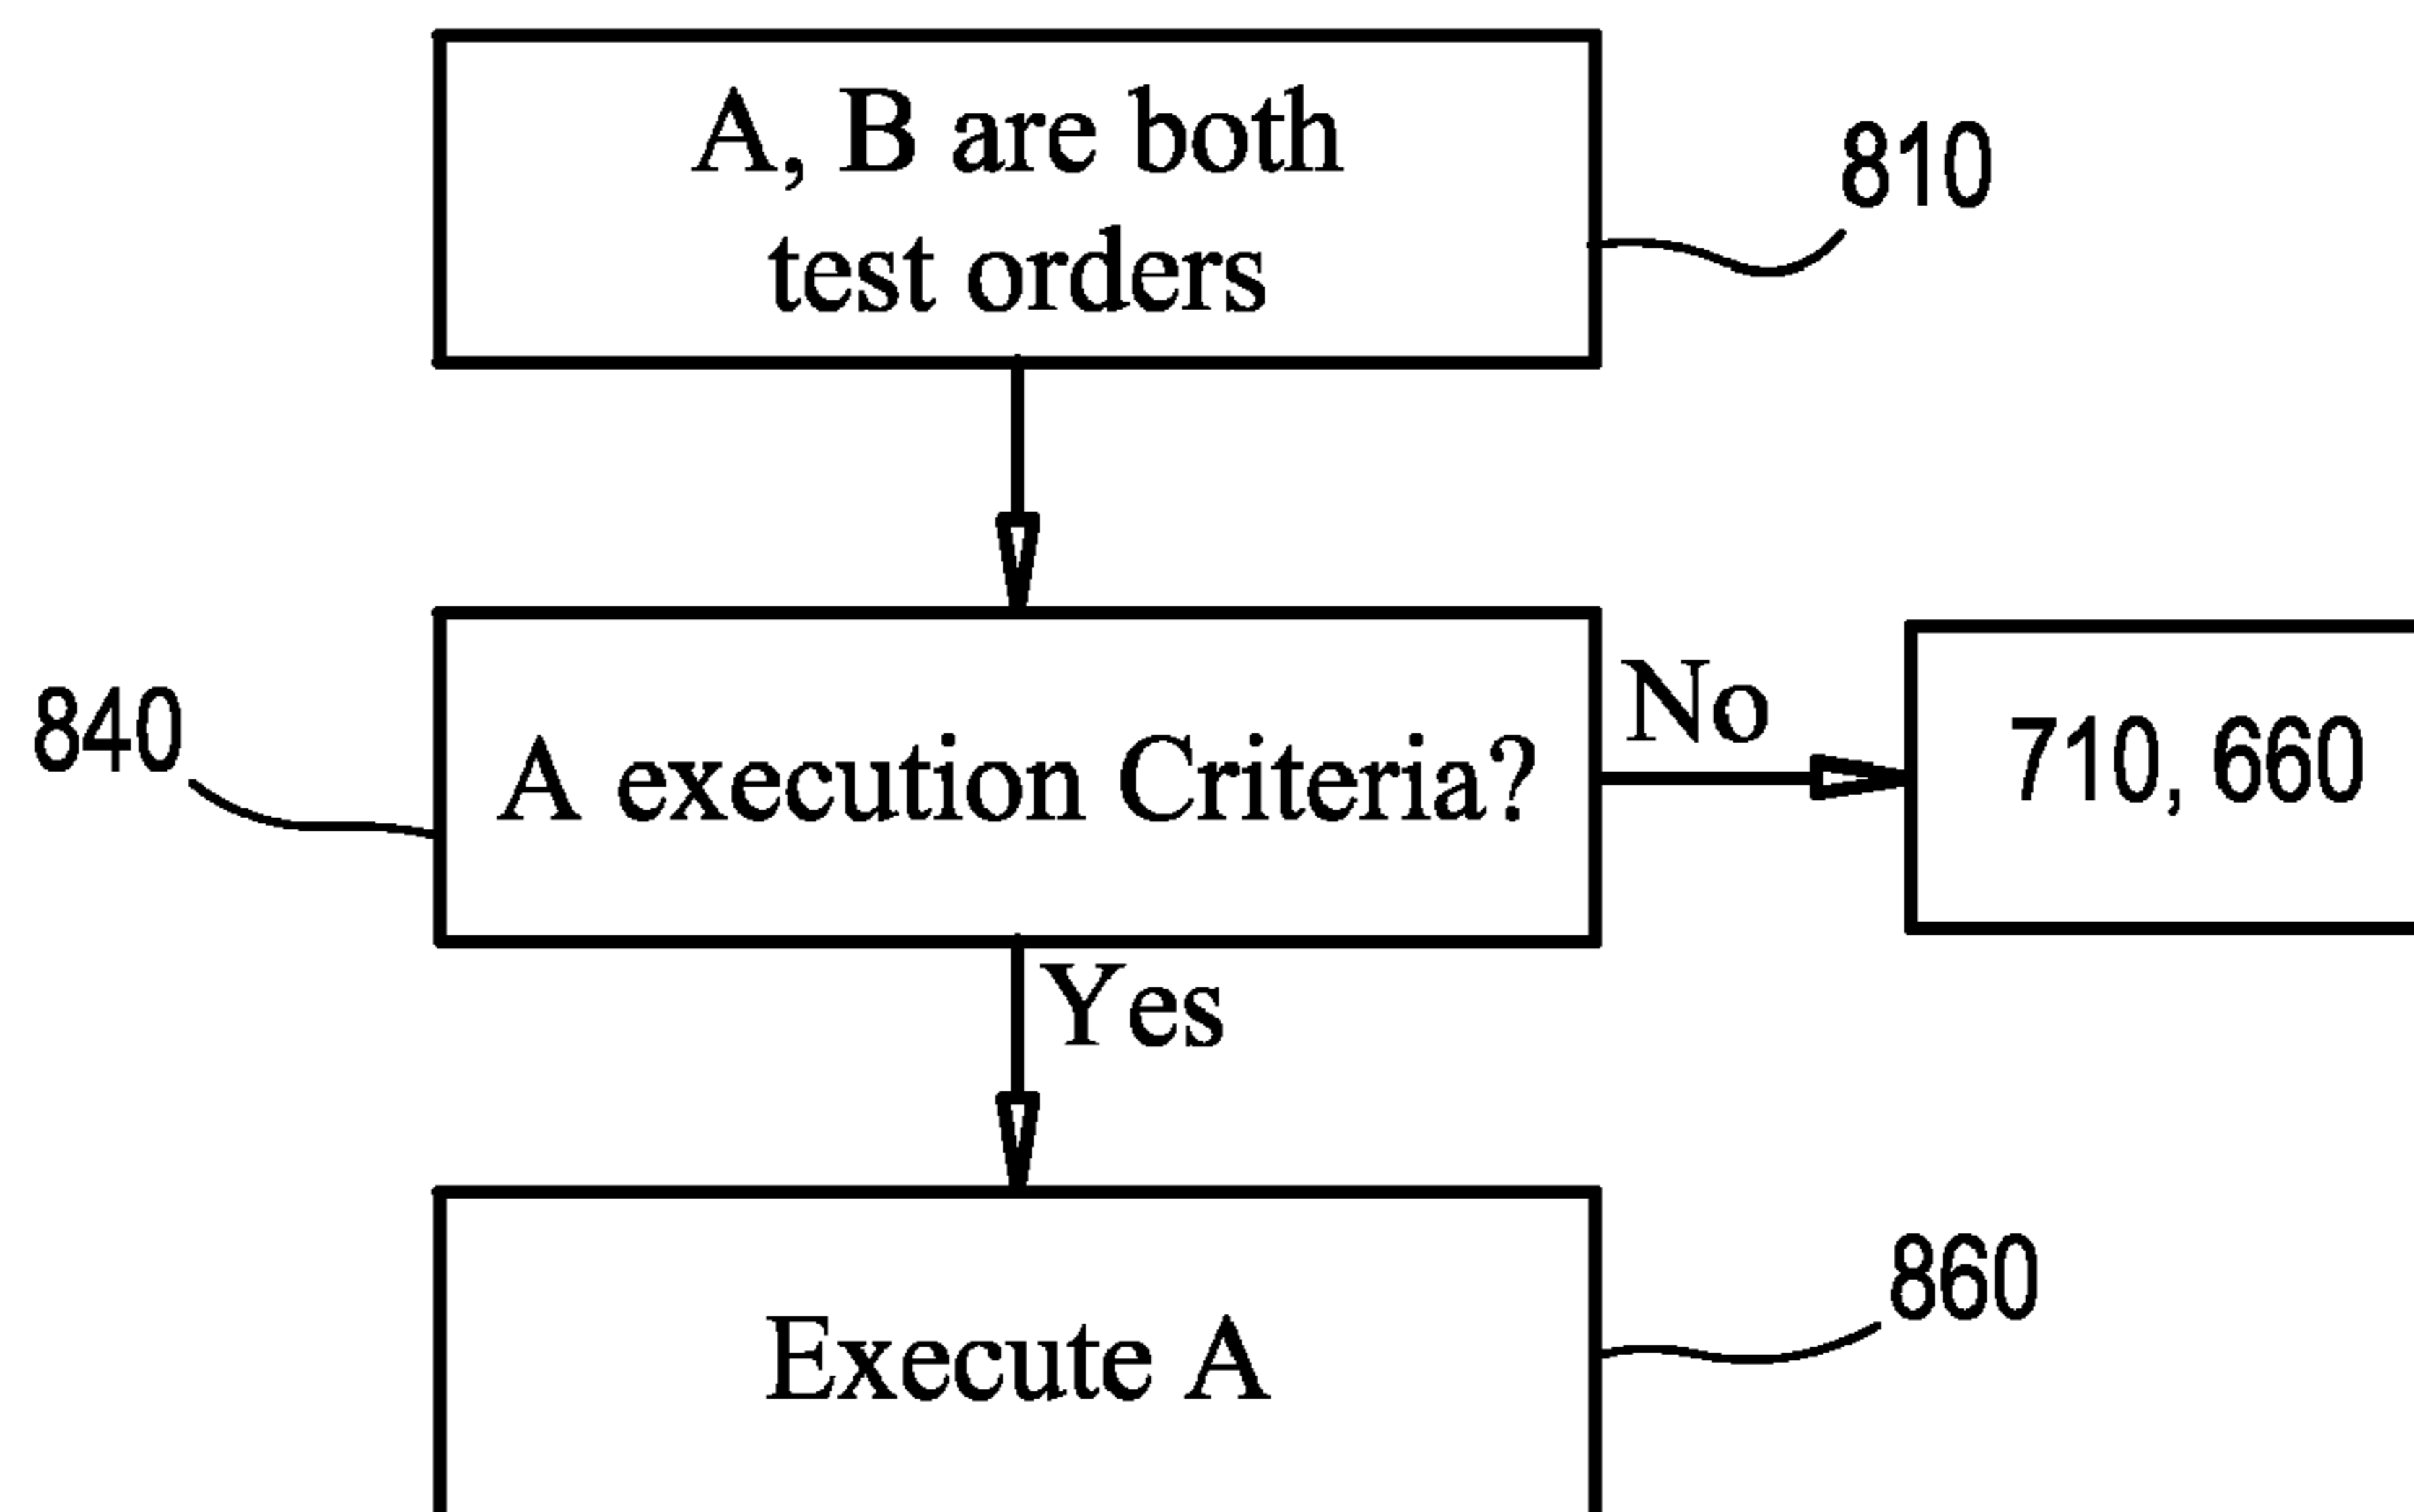 A, B are both
test orders
810
840
A execution Criteria?
No
710, 660
Yes
Execute A
860